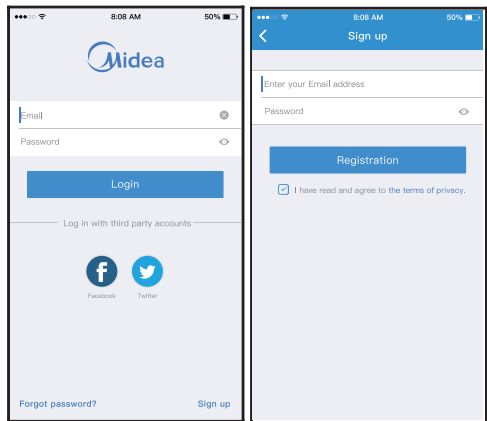 8:08 AM
50%
Midea
Email
Password
Login
Log in with third party accounts
Facebook
Twitter
Forgot password?
Sign up
8:08 AM
50%
Sign up
Enter your Email address
Password
Registration
I have read and agree to the terms of privacy.